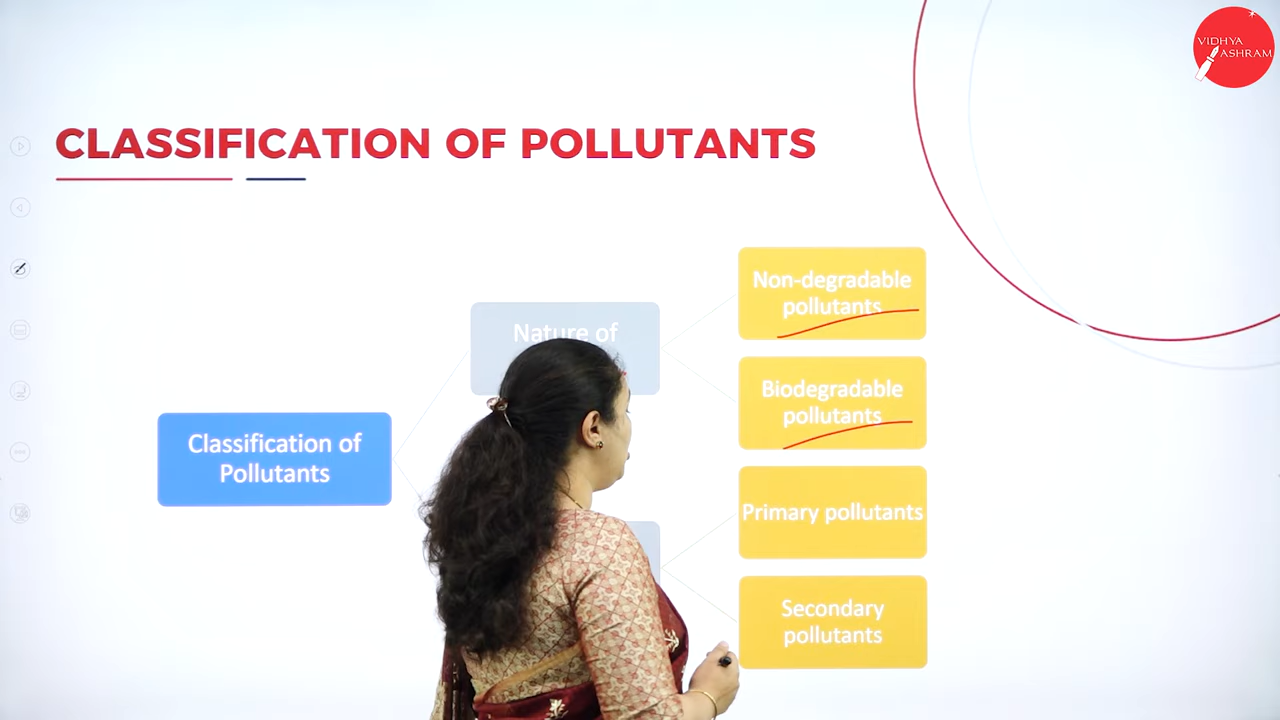 VIDHYA
ASHRAM
CLASSIFICATION OF POLLUTANTS
Classification of
Pollutants
Nature of
Non-degradable
pollutants
Biodegradable
pollutants
Primary pollutants
Secondary
pollutants